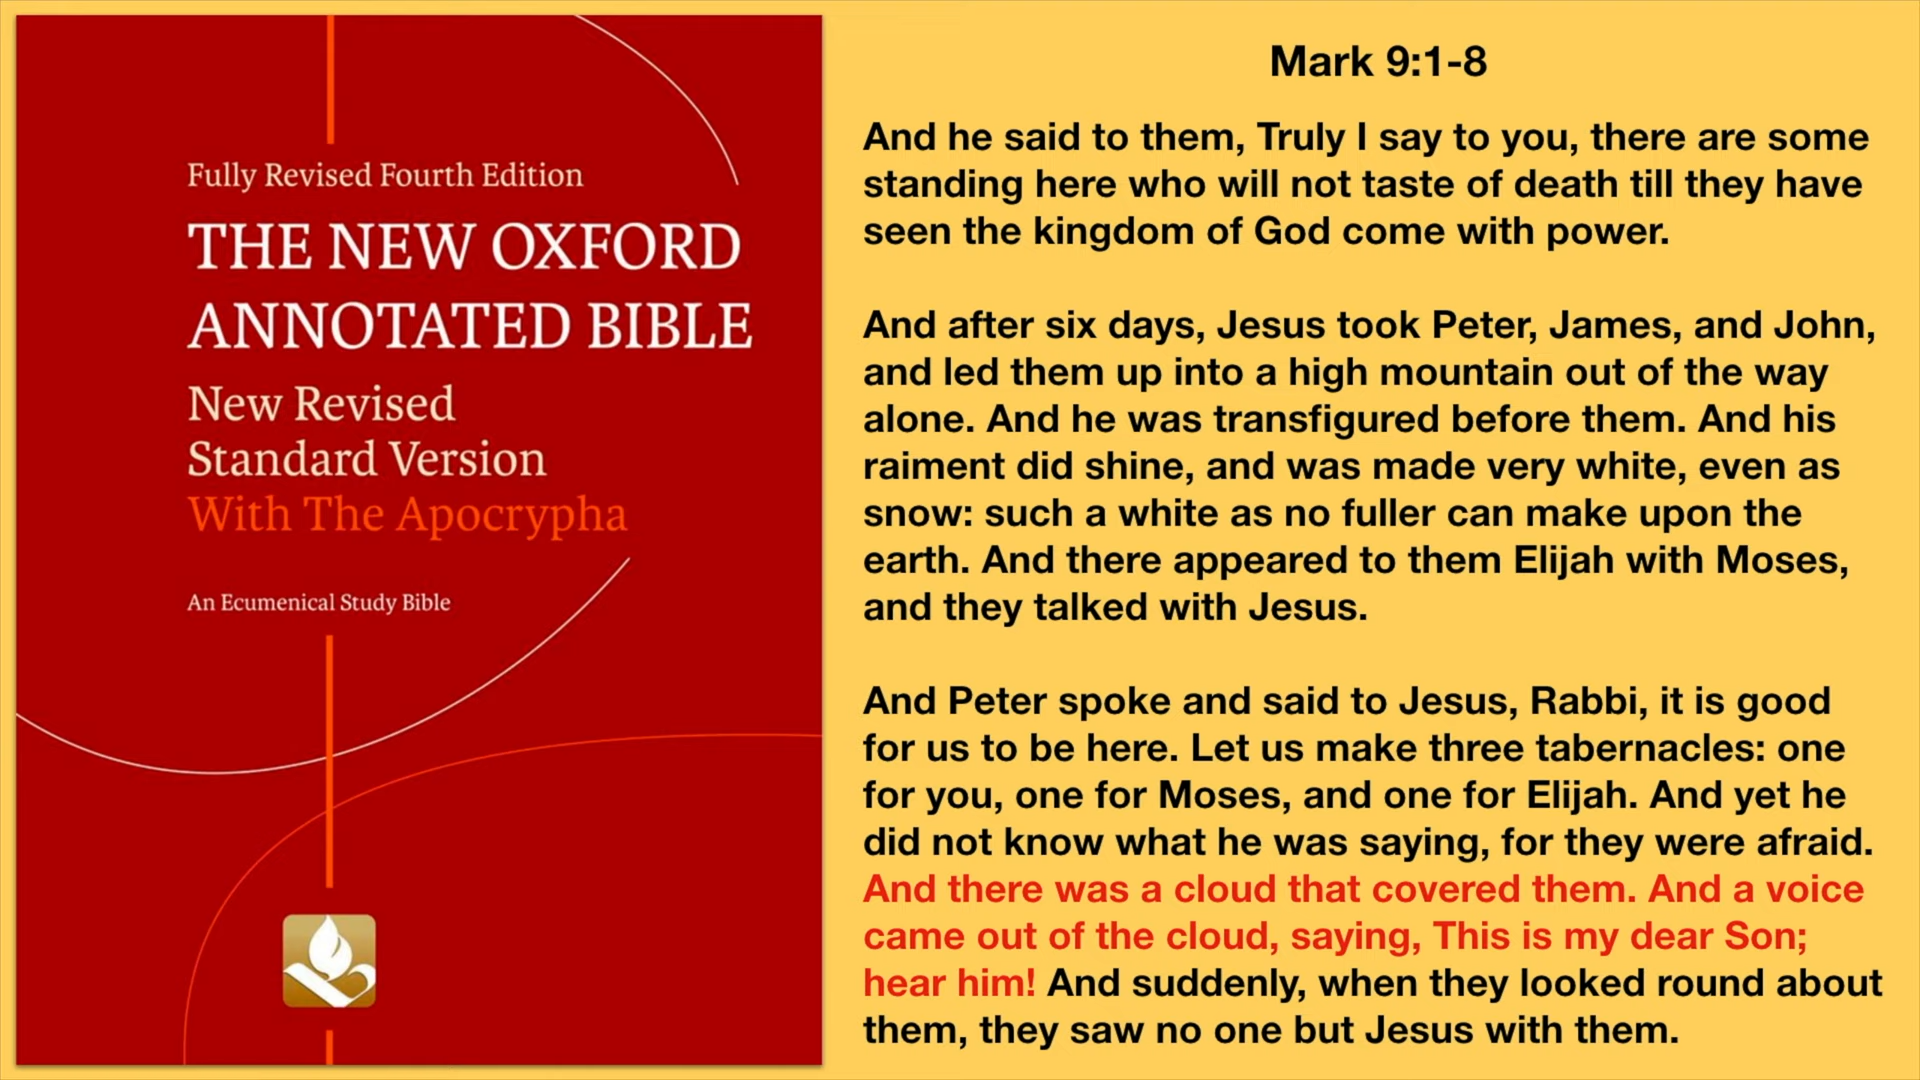 Fully Revised Fourth Edition
THE NEW OXFORD
ANNOTATED BIBLE
New Revised
Standard Version
With The Apocrypha
An Ecumenical Study Bible
Mark 9:1-8
And he said to them, Truly I say to you, there are some
standing here who will not taste of death till they have
seen the kingdom of God come with power.
And after six days, Jesus took Peter, James, and John,
and led them up into a high mountain out of the way
alone. And he was transfigured before them. And his
raiment did shine, and was made very white, even as
snow: such a white as no fuller can make upon the
earth. And there appeared to them Elijah with Moses,
and they talked with Jesus.
And Peter spoke and said to Jesus, Rabbi, it is good
for us to be here. Let us make three tabernacles: one
for you, one for Moses, and one for Elijah. And yet he
did not know what he was saying, for they were afraid.
And there was a cloud that covered them. And a voice
came out of the cloud, saying, This is my dear Son;
hear him! And suddenly, when they looked round about
them, they saw no one but Jesus with them.